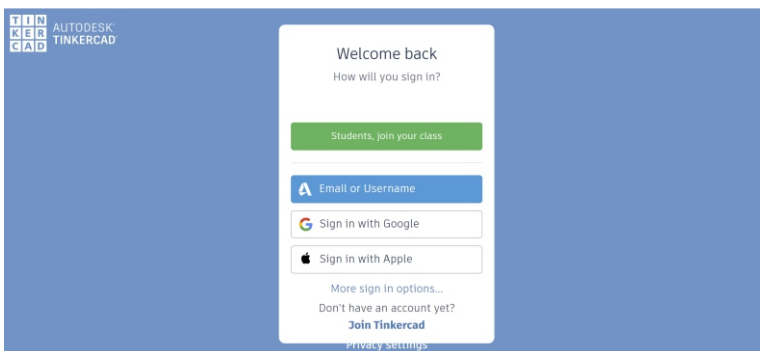 TIN
KER
CAD
AUTODESK
TINKERCAD
Welcome back
How will you sign in?
Students, join your class
Email or Username
Sign in with Google
Sign in with Apple
More sign in options...
Don't have an account yet?
Join Tinkercad
Privacy Settings